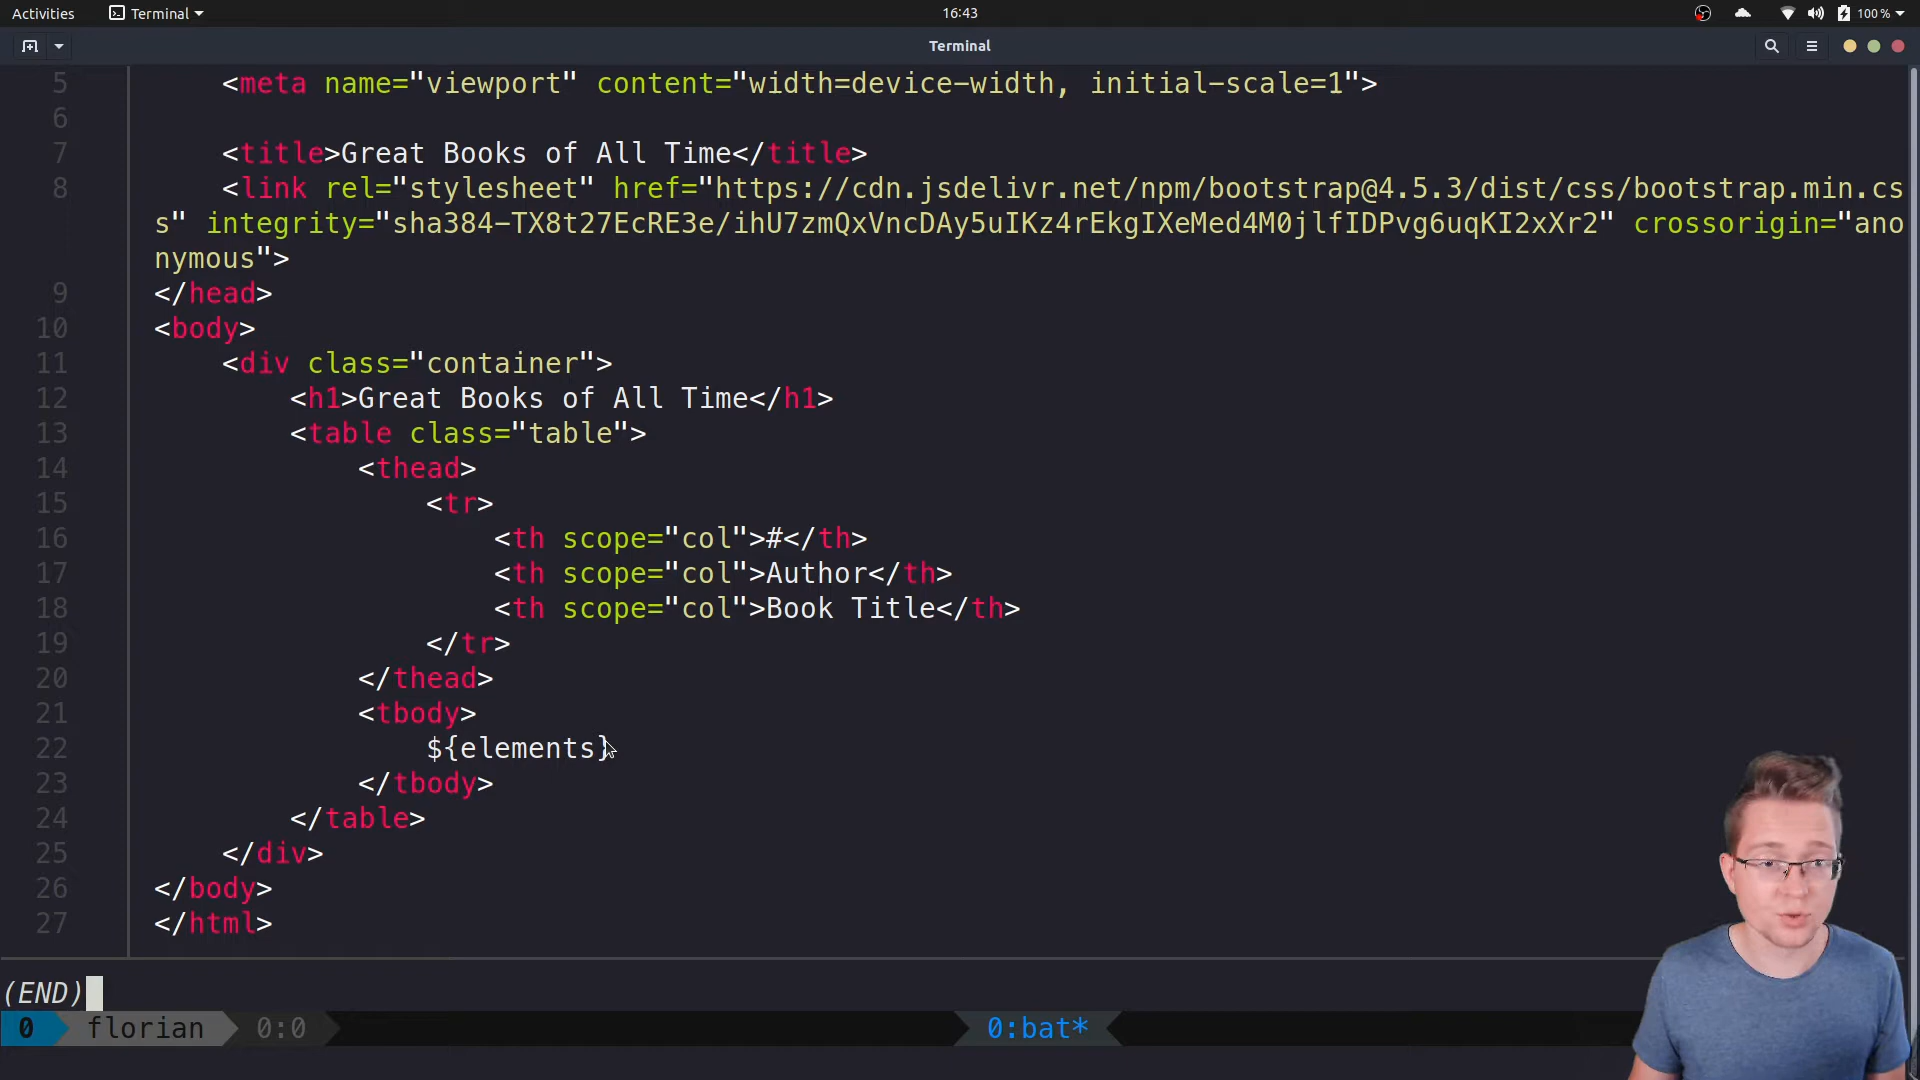 Activities Terminal 16:43 100 %
Terminal
5 <meta name="viewport" content="width=device-width, initial-scale=1">
6
7 <title>Great Books of All Time</title>
8 <link rel="stylesheet" href="https://cdn.jsdelivr.net/npm/bootstrap@4.5.3/dist/css/bootstrap.min.cs
s" integrity="sha384-TX8t27EcRE3e/ihU7zmQxVncDAy5uIKz4rEkgIXeMed4M0jlfIDPvg6uqKI2xXr2" crossorigin="ano
nymous">
9 </head>
10 <body>
11 <div class="container">
12 <h1>Great Books of All Time</h1>
13 <table class="table">
14 <thead>
15 <tr>
16 <th scope="col">#</th>
17 <th scope="col">Author</th>
18 <th scope="col">Book Title</th>
19 </tr>
20 </thead>
21 <tbody>
22 ${elements}
23 </tbody>
24 </table>
25 </div>
26 </body>
27 </html>
(END)
0 florian 0:0 0:bat*